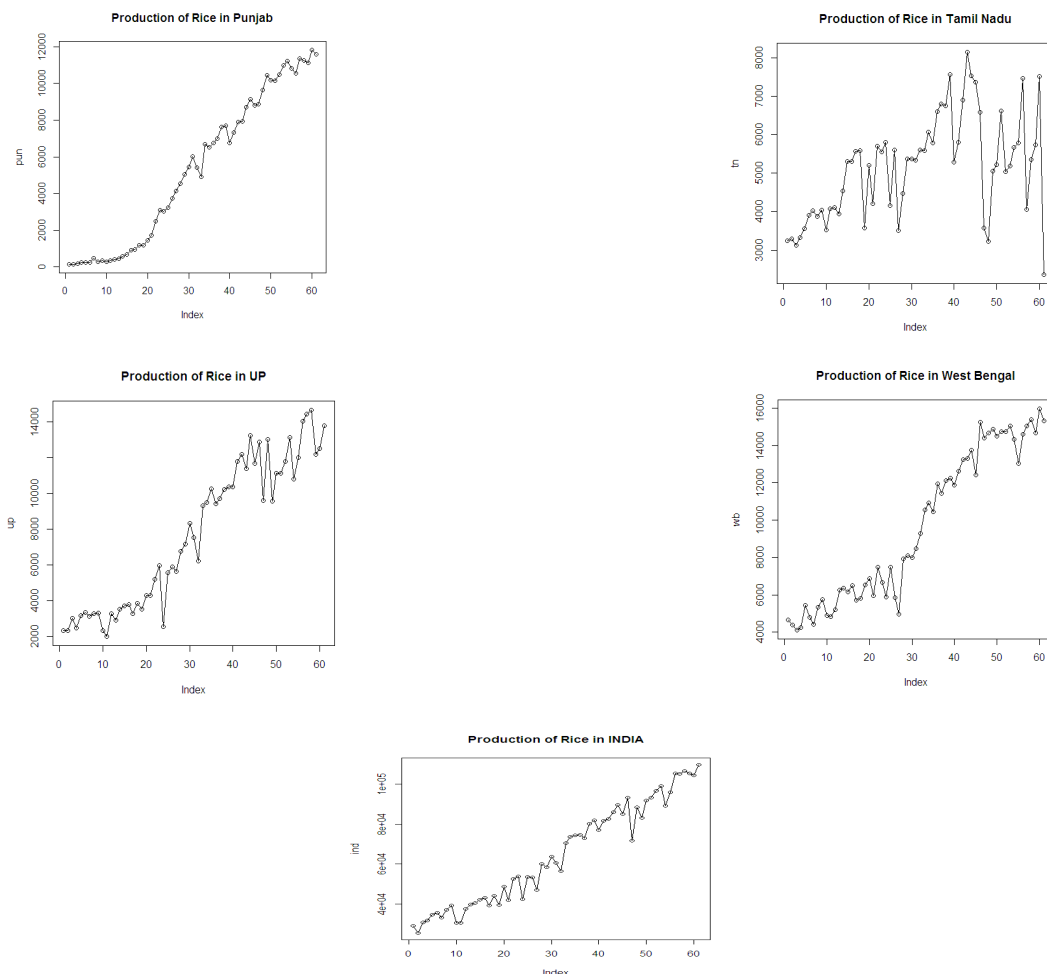 Production of Rice in Punjab
pun
12000
10000
8000
6000
4000
2000
0
0 10 20 30 40 50 60
Index
Production of Rice in Tamil Nadu
tn
8000
7000
6000
5000
4000
3000
0 10 20 30 40 50 60
Index
Production of Rice in UP
up
14000
12000
10000
8000
6000
4000
2000
0 10 20 30 40 50 60
Index
Production of Rice in West Bengal
wb
16000
14000
12000
10000
8000
6000
4000
0 10 20 30 40 50 60
Index
Production of Rice in INDIA
ind
1e+05
8e+04
6e+04
4e+04
0 10 20 30 40 50 60
Index